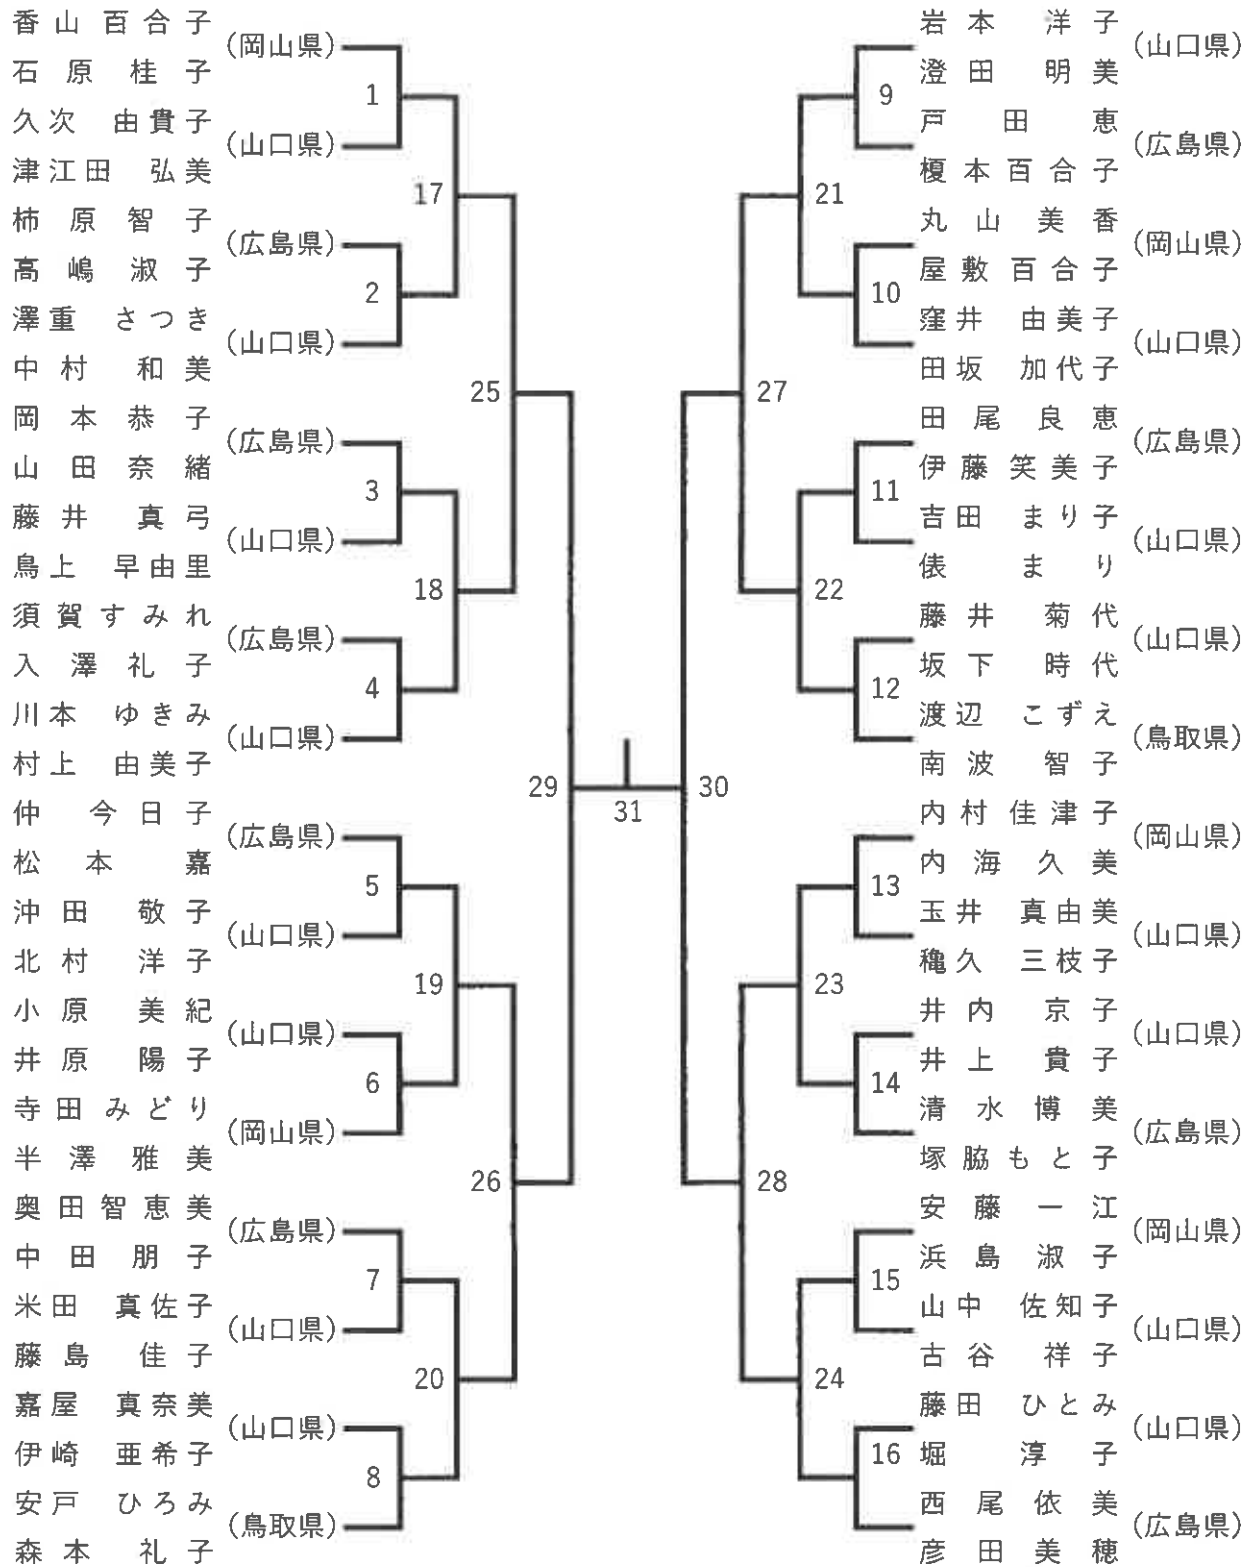 香山百合子
(岡山県)
石原桂子
1
久次 由貴子
(山口県)
津江田 弘美
17
柿原智子
(広島県)
高嶋淑子
2
澤重 さつき
(山口県)
中村 和美
25
岡本恭子
(広島県)
山田奈緒
3
藤井 真弓
(山口県)
鳥上 早由里
18
須賀すみれ
(広島県)
入澤礼子
4
川本 ゆきみ
(山口県)
村上 由美子
29
仲 今日子
(広島県)
松本 嘉
5
沖田 敬子
(山口県)
北村 洋子
19
小原 美紀
(山口県)
井原 陽子
6
寺田みどり
(岡山県)
半澤雅美
26
奥田智恵美
(広島県)
中田朋子
7
米田 真佐子
(山口県)
藤島 佳子
20
嘉屋 真奈美
(山口県)
伊崎 亜希子
8
安戸 ひろみ
(鳥取県)
森本 礼子
31
岩本 洋子
(山口県)
澄田 明美
9
戸田 恵
(広島県)
榎本百合子
21
丸山美香
(岡山県)
屋敷百合子
10
窪井 由美子
(山口県)
田坂 加代子
27
田尾良恵
(広島県)
伊藤笑美子
11
吉田 まり子
(山口県)
俵 まり
22
藤井 菊代
(山口県)
坂下 時代
12
渡辺 こずえ
(鳥取県)
南波 智子
30
内村佳津子
(岡山県)
内海久美
13
玉井 真由美
(山口県)
穐久 三枝子
23
井内 京子
(山口県)
井上 貴子
14
清水博美
(広島県)
塚脇もと子
28
安藤一江
(岡山県)
浜島淑子
15
山中 佐知子
(山口県)
古谷 祥子
24
藤田 ひとみ
(山口県)
堀 淳子
16
西尾依美
(広島県)
彦田美穂